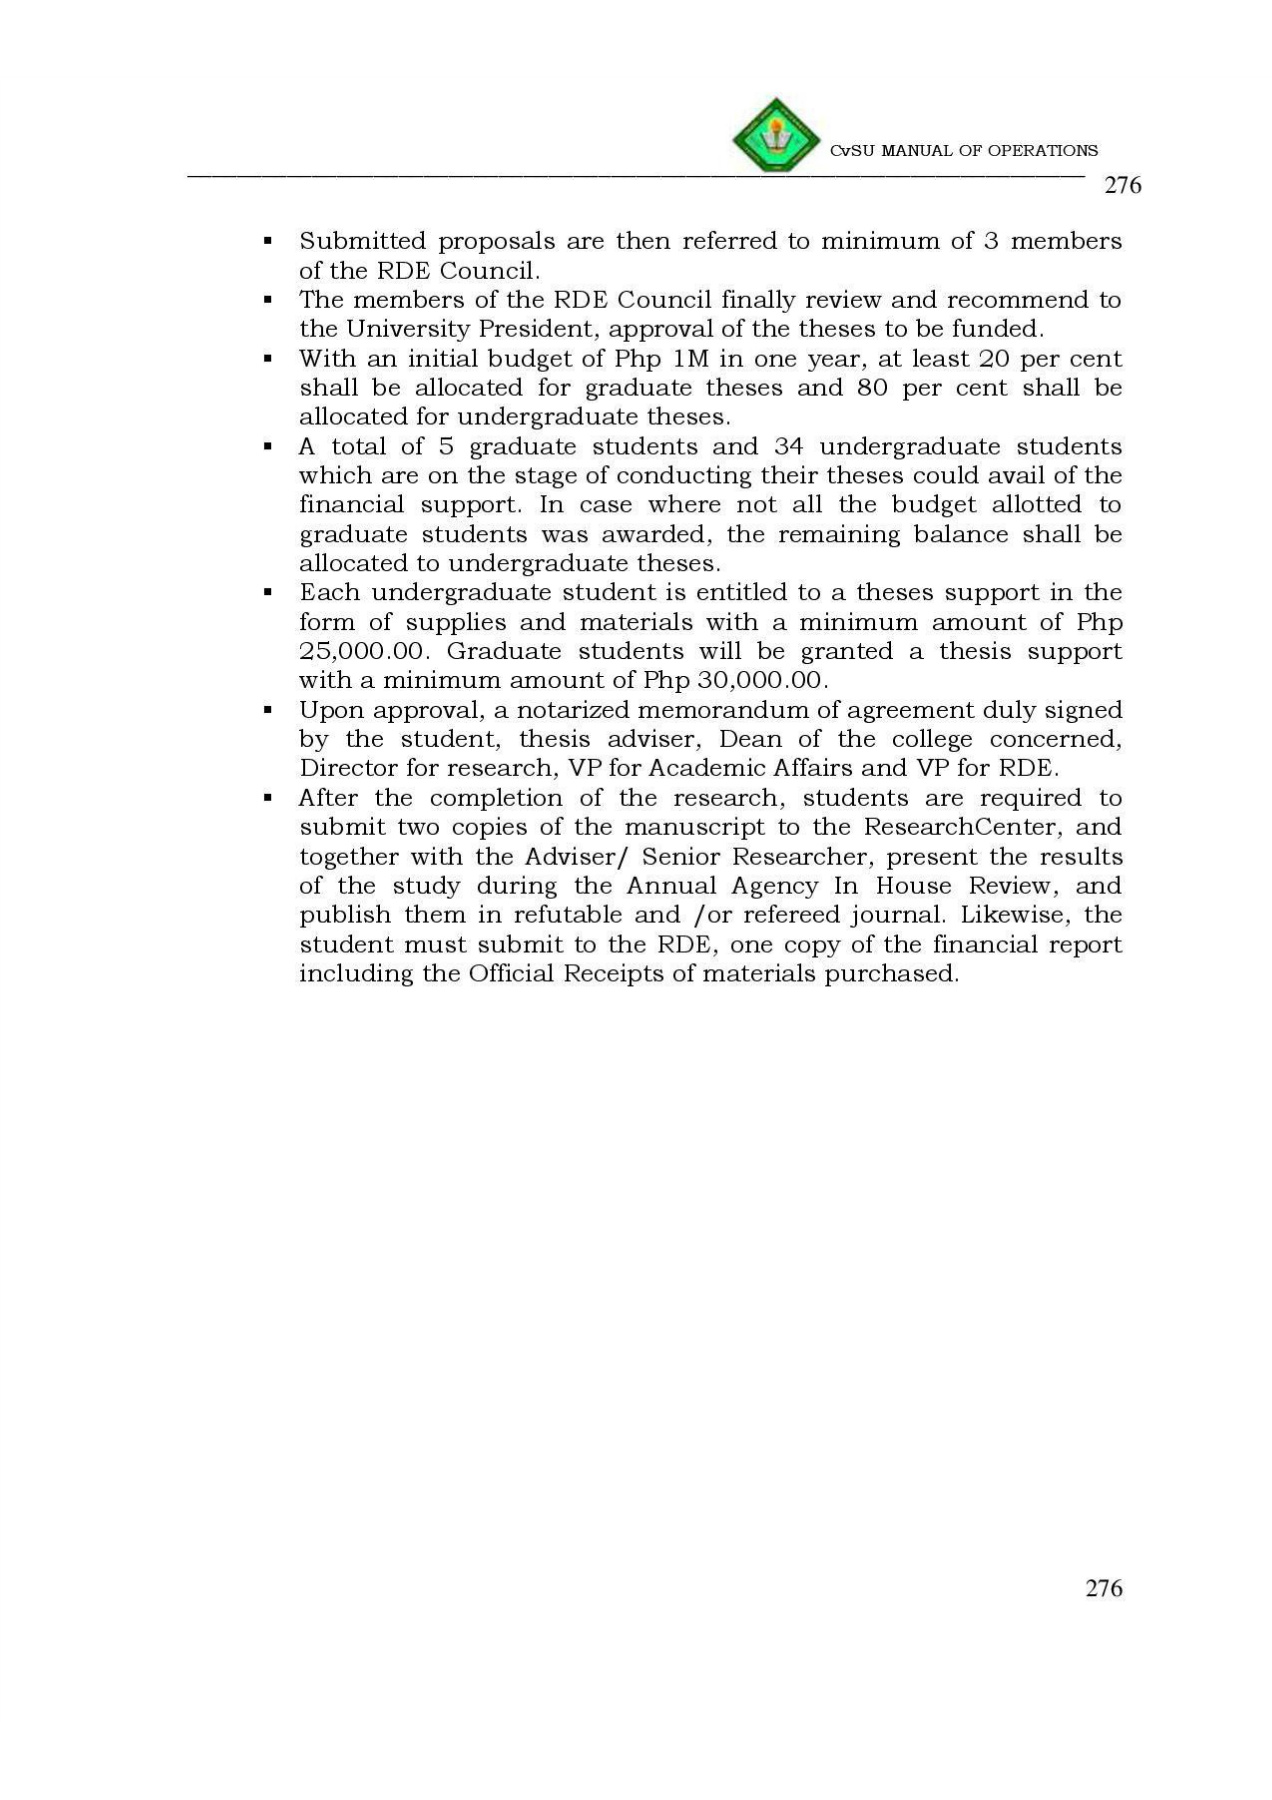 CvSU MANUAL OF OPERATIONS
276
▪ Submitted proposals are then referred to minimum of 3 members
of the RDE Council.
▪ The members of the RDE Council finally review and recommend to
the University President, approval of the theses to be funded.
▪ With an initial budget of Php 1M in one year, at least 20 per cent
shall be allocated for graduate theses and 80 per cent shall be
allocated for undergraduate theses.
▪ A total of 5 graduate students and 34 undergraduate students
which are on the stage of conducting their theses could avail of the
financial support. In case where not all the budget allotted to
graduate students was awarded, the remaining balance shall be
allocated to undergraduate theses.
▪ Each undergraduate student is entitled to a theses support in the
form of supplies and materials with a minimum amount of Php
25,000.00. Graduate students will be granted a thesis support
with a minimum amount of Php 30,000.00.
▪ Upon approval, a notarized memorandum of agreement duly signed
by the student, thesis adviser, Dean of the college concerned,
Director for research, VP for Academic Affairs and VP for RDE.
▪ After the completion of the research, students are required to
submit two copies of the manuscript to the ResearchCenter, and
together with the Adviser/ Senior Researcher, present the results
of the study during the Annual Agency In House Review, and
publish them in refutable and /or refereed journal. Likewise, the
student must submit to the RDE, one copy of the financial report
including the Official Receipts of materials purchased.
276